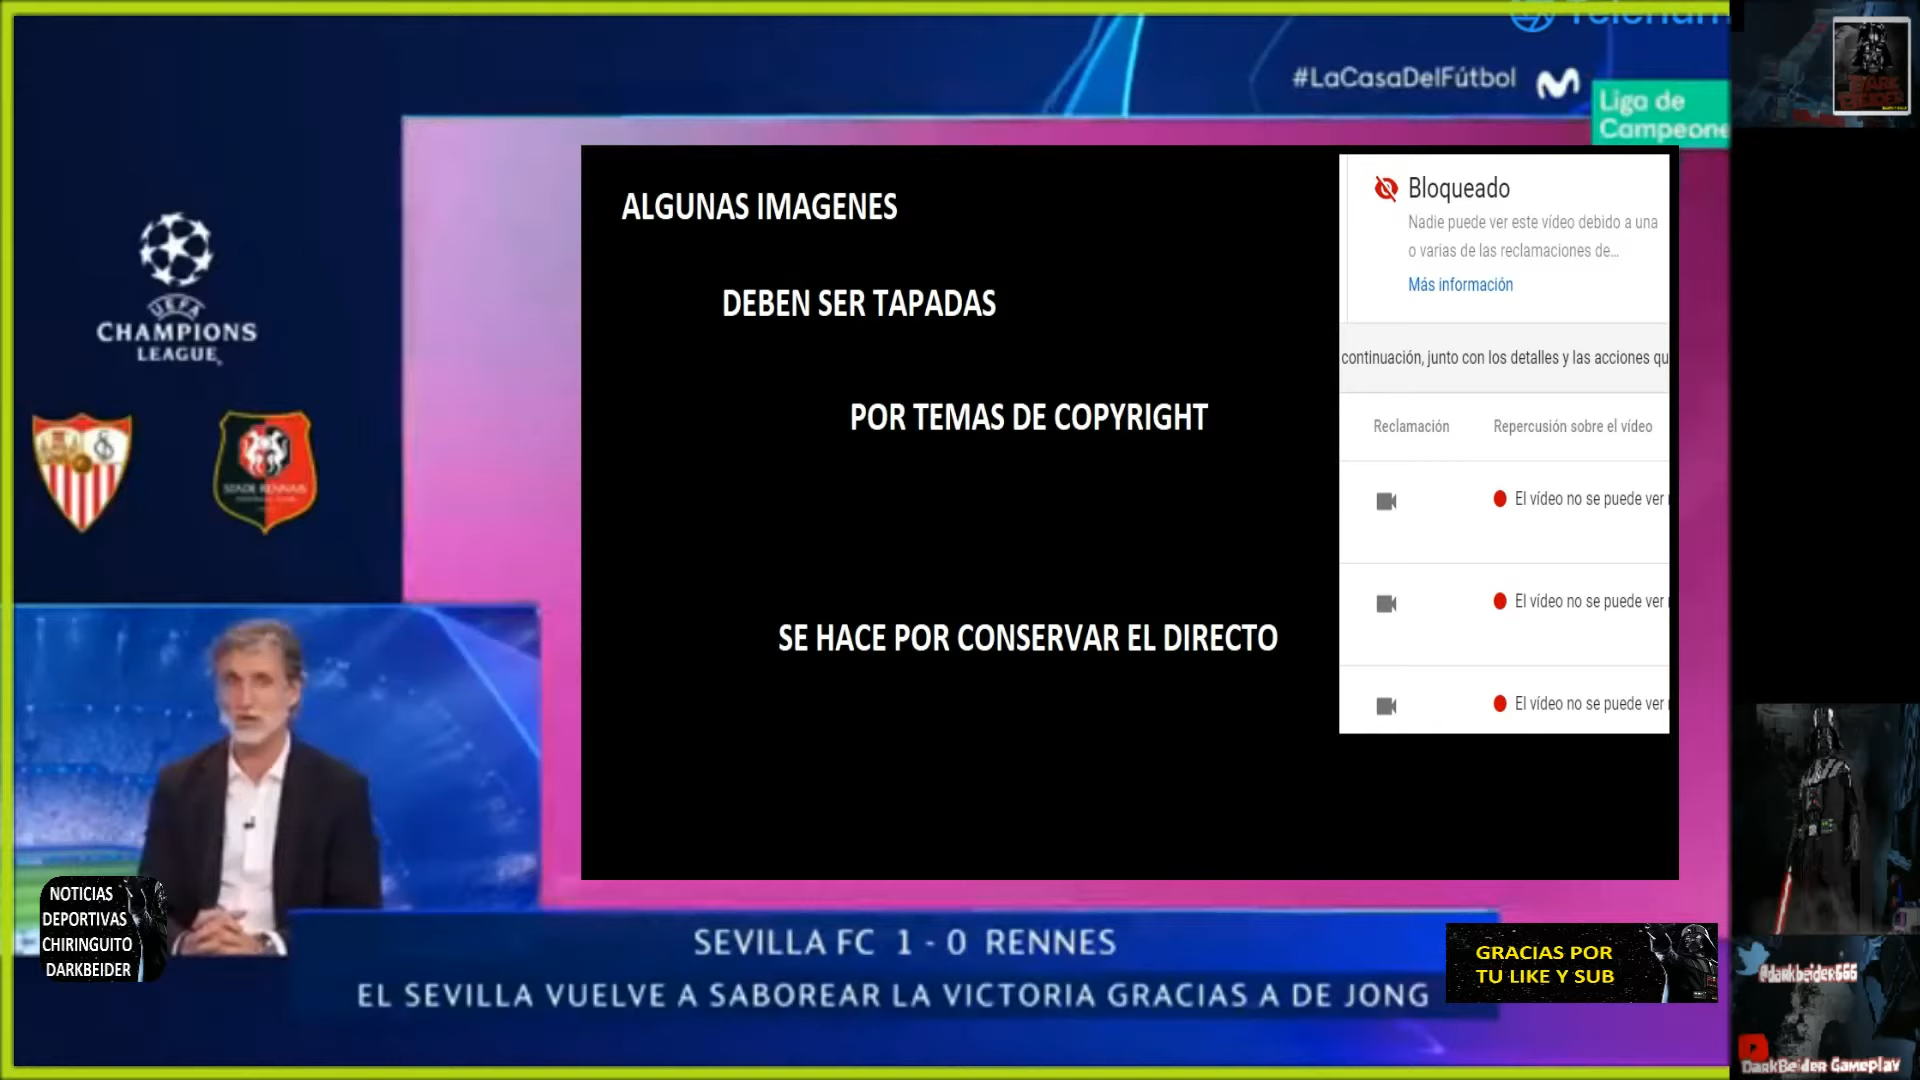 #LaCasaDelFútbol
Liga de
Campeone
UEFA
CHAMPIONS
LEAGUE
STADE RENNAIS
ALGUNAS IMAGENES
DEBEN SER TAPADAS
POR TEMAS DE COPYRIGHT
SE HACE POR CONSERVAR EL DIRECTO
Bloqueado
Nadie puede ver este vídeo debido a una
o varias de las reclamaciones de...
Más información
continuación, junto con los detalles y las acciones qu
Reclamación
Repercusión sobre el vídeo
El vídeo no se puede ver
El vídeo no se puede ver
El vídeo no se puede ver
NOTICIAS
DEPORTIVAS
CHIRINGUITO
DARKBEIDER
SEVILLA FC 1 - 0 RENNES
EL SEVILLA VUELVE A SABOREAR LA VICTORIA GRACIAS A DE JONG
GRACIAS POR
TU LIKE Y SUB
@darkbeider666
DarkBeider Gameplay